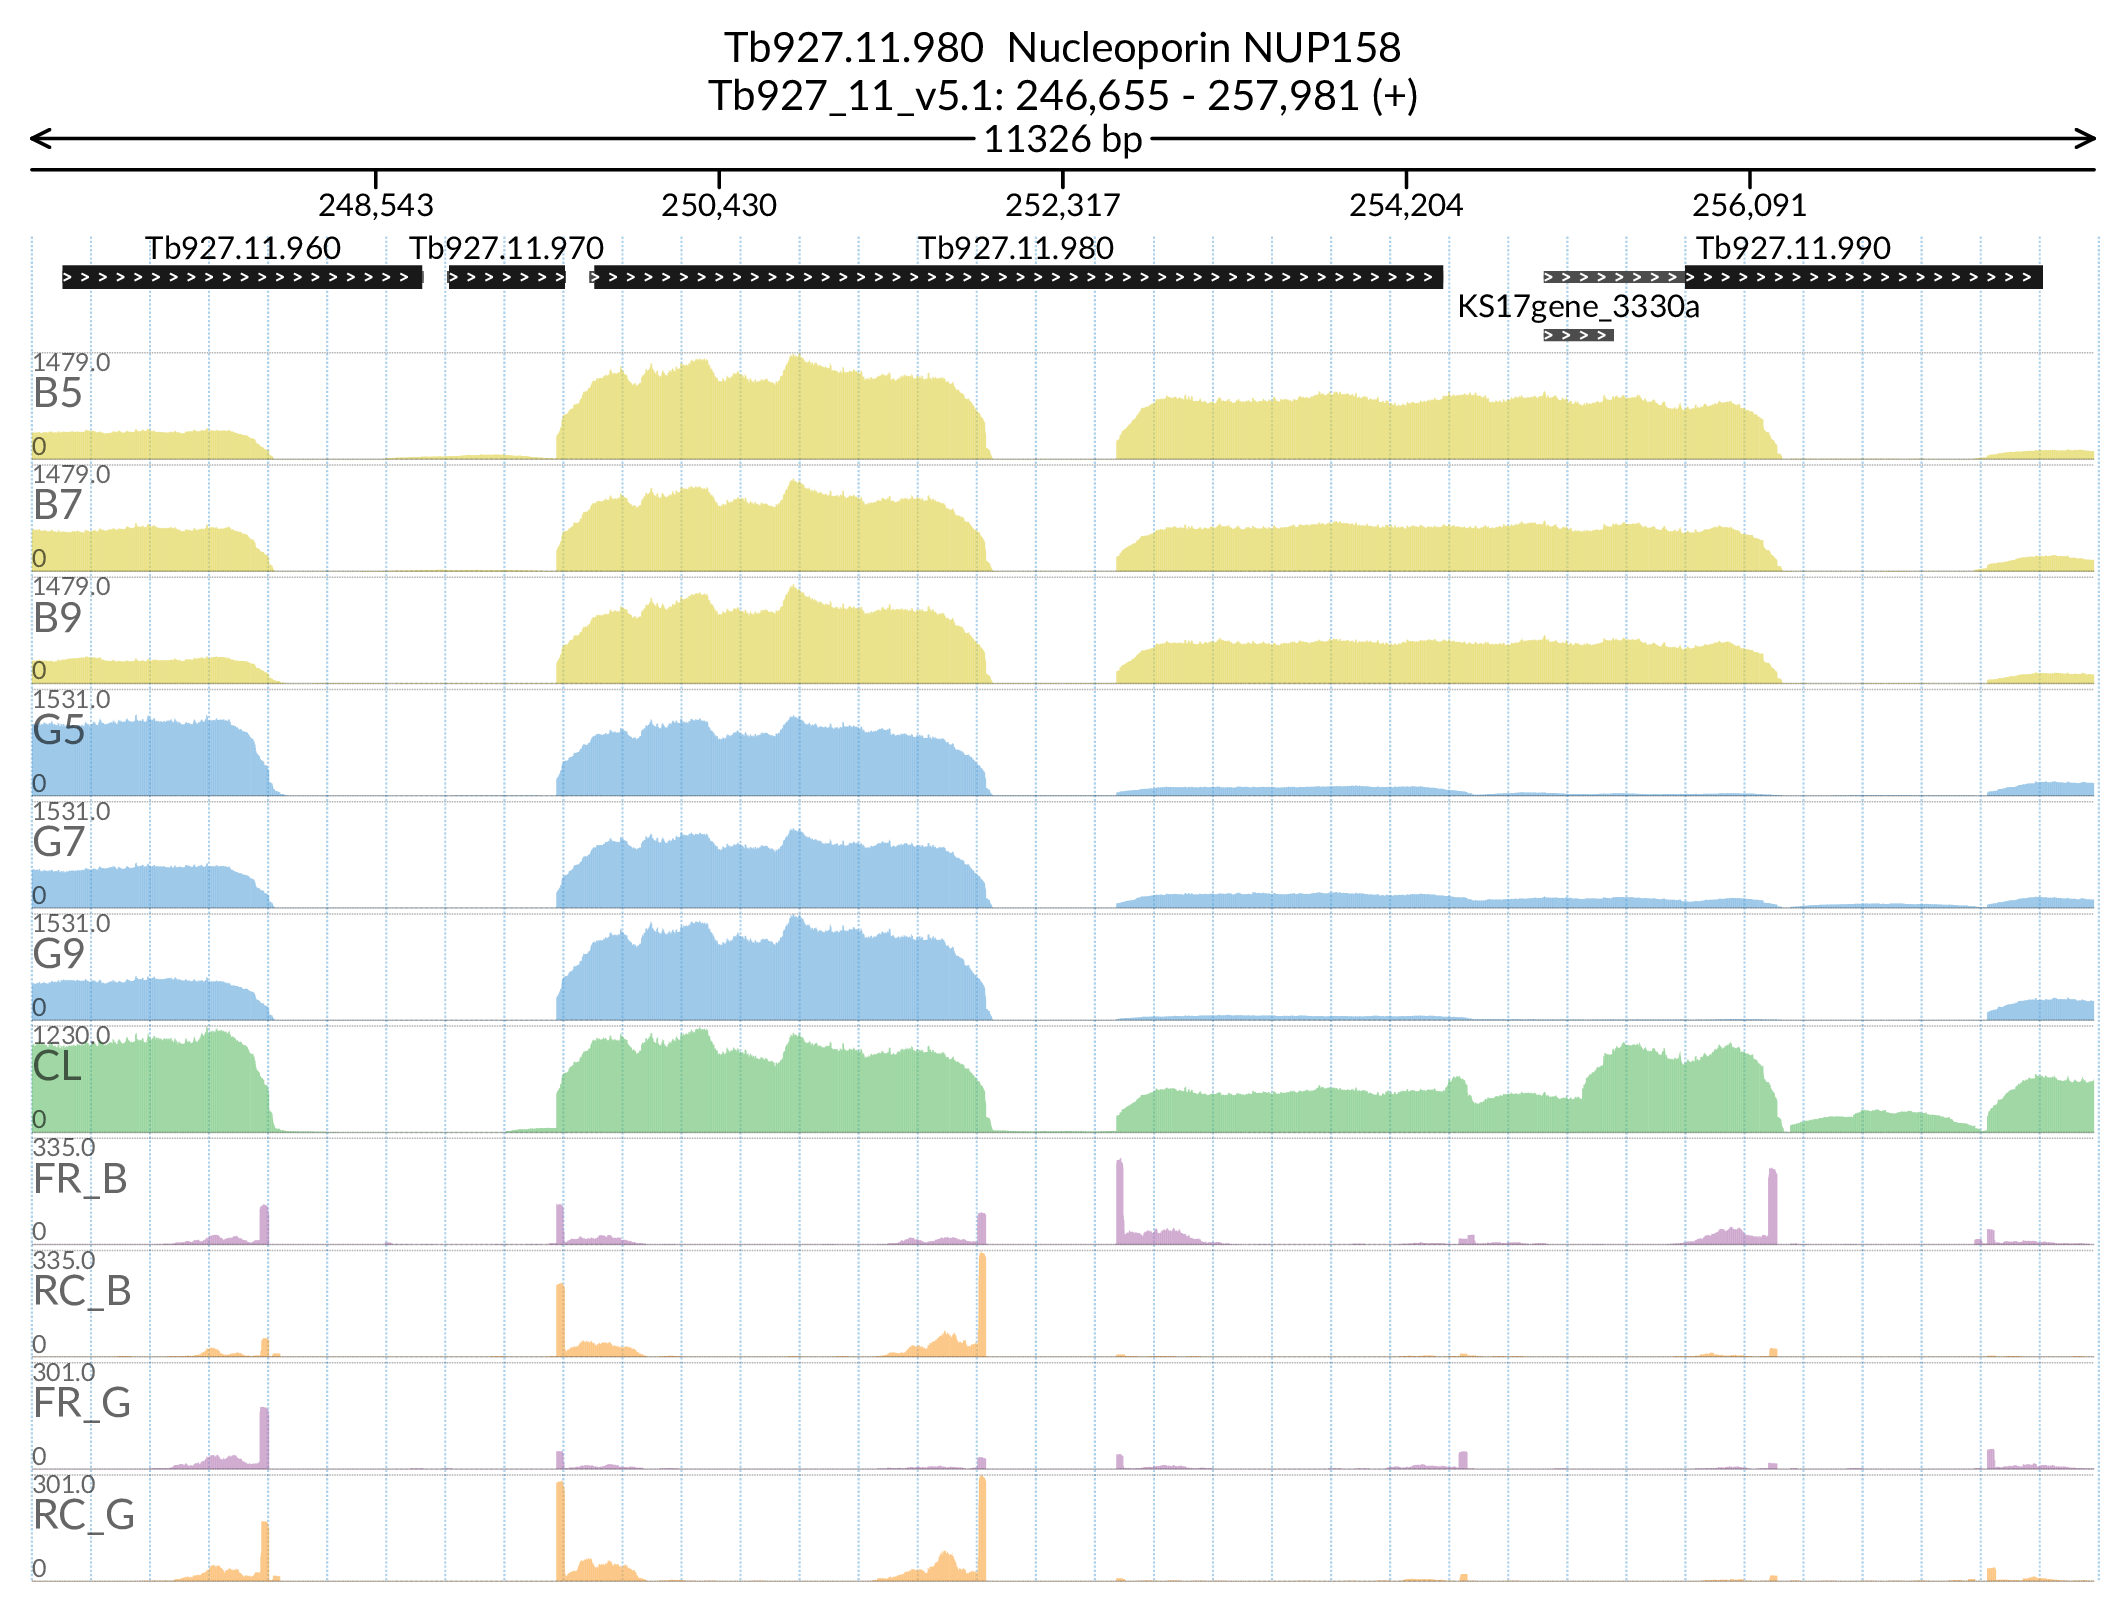 Tb927.11.980 Nucleoporin NUP158
Tb927_11_v5.1: 246,655 - 257,981 (+)
11326 bp
248,543 250,430 252,317 254,204 256,091
Tb927.11.960 Tb927.11.970 Tb927.11.980 Tb927.11.990
KS17gene_3330a
1479.0
B5
0
1479.0
B7
0
1479.0
B9
0
1531.0
G5
0
1531.0
G7
0
1531.0
G9
0
1230.0
CL
0
335.0
FR_B
0
335.0
RC_B
0
301.0
FR_G
0
301.0
RC_G
0